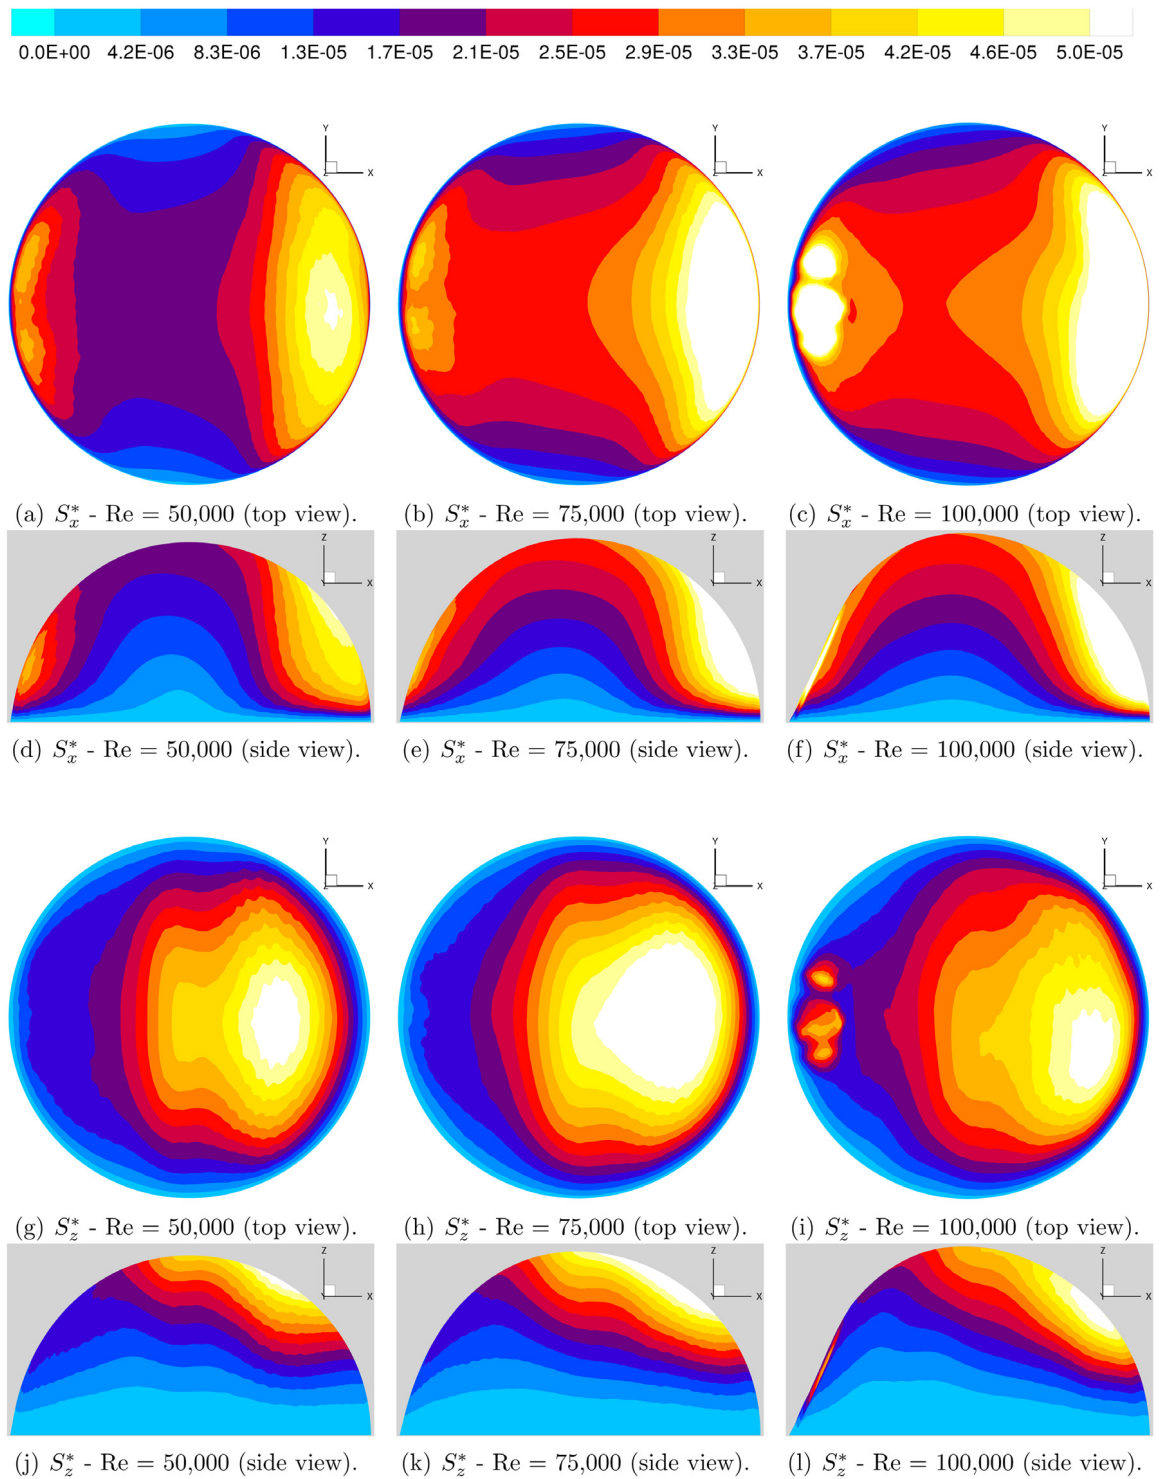 0.0E+00 4.2E-06 8.3E-06 1.3E-05 1.7E-05 2.1E-05 2.5E-05 2.9E-05 3.3E-05 3.7E-05 4.2E-05 4.6E-05 5.0E-05
Y Y Y
Z X Z X Z X
(a) S*x - Re = 50,000 (top view). (b) S*x - Re = 75,000 (top view). (c) S*x - Re = 100,000 (top view).
Z Z Z
Y X Y X Y X
(d) S*x - Re = 50,000 (side view). (e) S*x - Re = 75,000 (side view). (f) S*x - Re = 100,000 (side view).
Y Y Y
Z X Z X Z X
(g) S*z - Re = 50,000 (top view). (h) S*z - Re = 75,000 (top view). (i) S*z - Re = 100,000 (top view).
Z Z Z
Y X Y X Y X
(j) S*z - Re = 50,000 (side view). (k) S*z - Re = 75,000 (side view). (l) S*z - Re = 100,000 (side view).